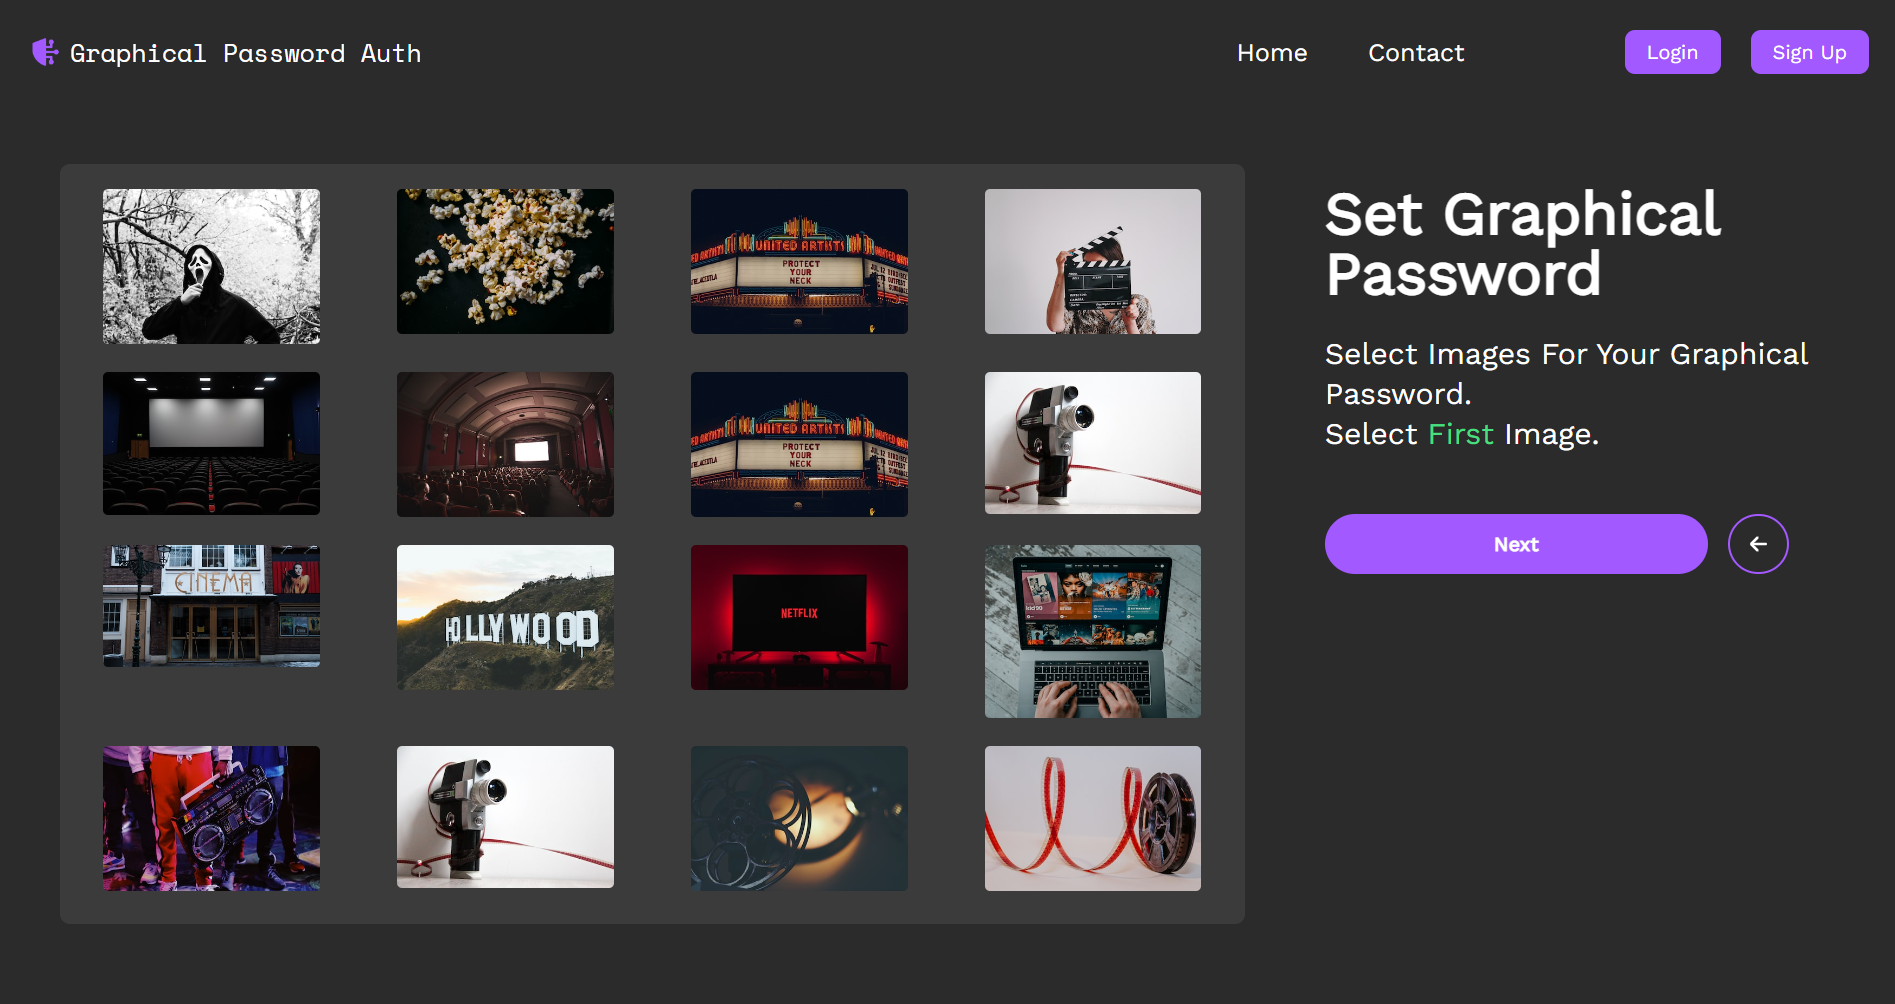 Graphical Password Auth
Home
Contact
Login
Sign Up
UNITED ARTISTS
PROTECT
YOUR
NECK
UNITED ARTISTS
PROTECT
YOUR
NECK
CINEMA
HOLLYWOOD
NETFLIX
Set Graphical
Password
Select Images For Your Graphical
Password.
Select First Image.
Next